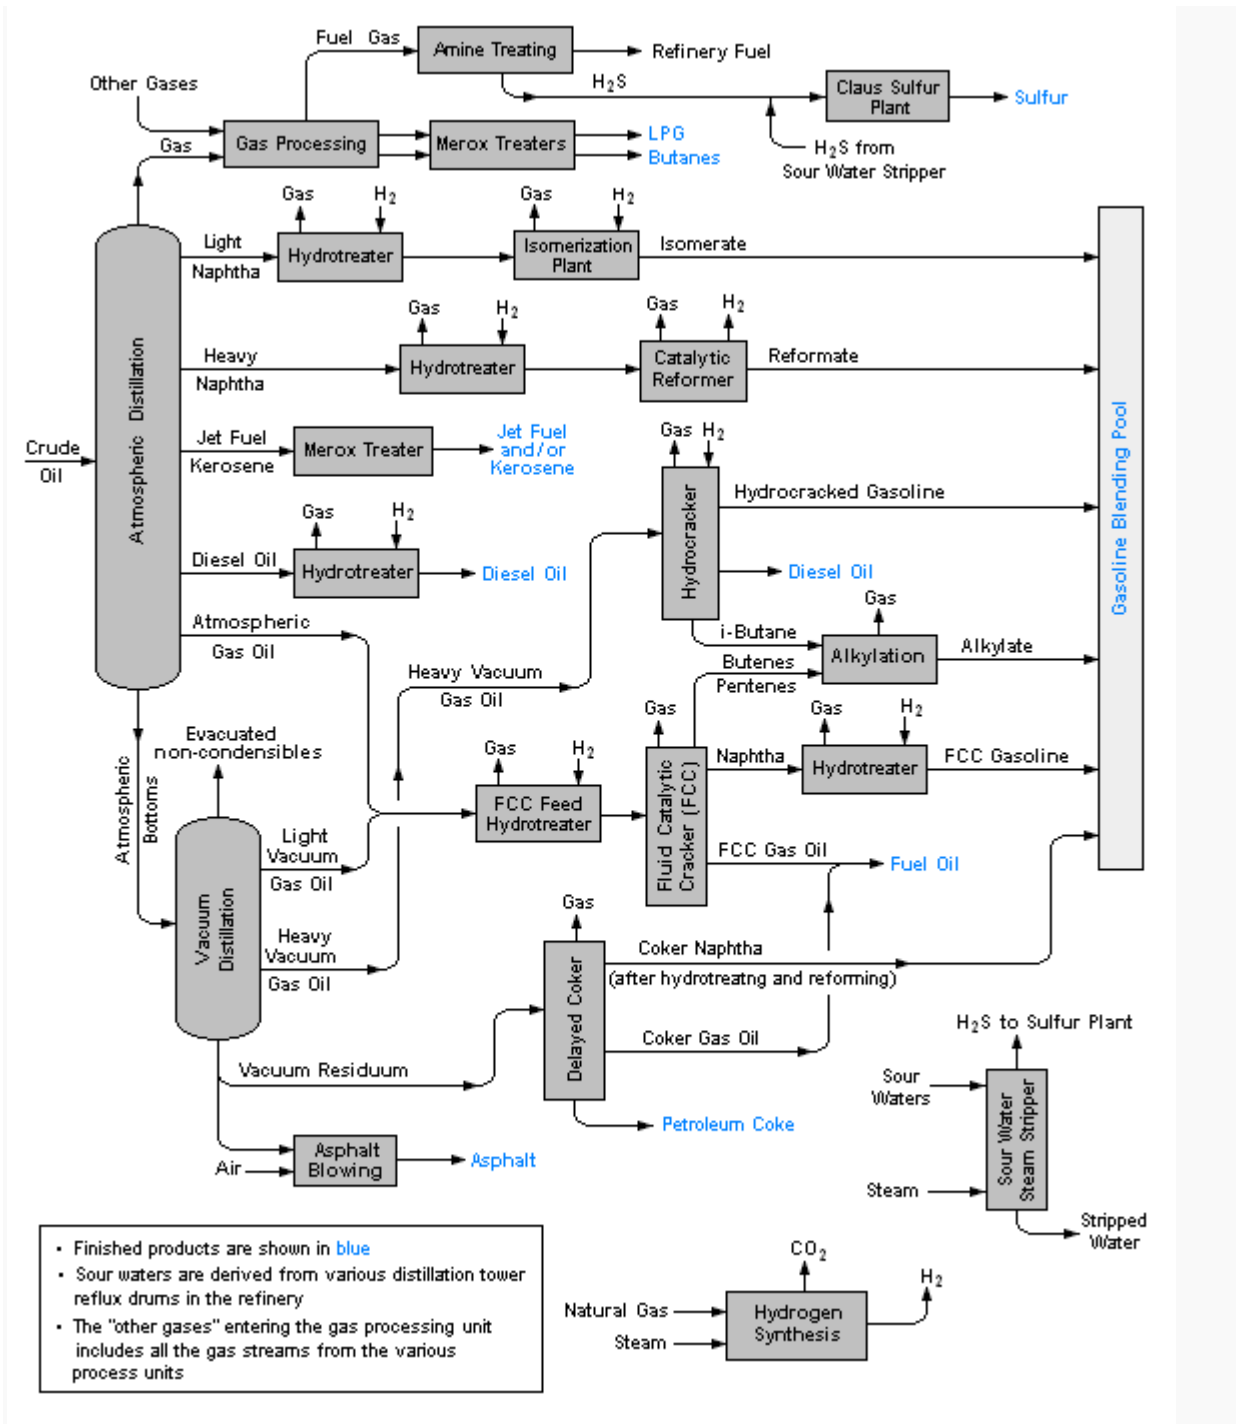 Fuel Gas
Amine Treating
Refinery Fuel
Other Gases
H2S
Claus Sulfur
Plant
Sulfur
Gas
Gas Processing
Merox Treaters
LPG
Butanes
H2S from
Sour Water Stripper
Gas
H2
Gas
H2
Light
Naphtha
Hydrotreater
Isomerization
Plant
Isomerate
Gas
H2
Gas
H2
Heavy
Naphtha
Hydrotreater
Catalytic
Reformer
Reformate
Atmospheric Distillation
Crude
Oil
Jet Fuel
Kerosene
Merox Treater
Jet Fuel
and/or
Kerosene
Gas
H2
Hydrocracker
Hydrocracked Gasoline
Gasoline Blending Pool
Gas
H2
Diesel Oil
Hydrotreater
Diesel Oil
Diesel Oil
Gas
Atmospheric
Gas Oil
i-Butane
Butenes
Pentenes
Alkylation
Alkylate
Heavy Vacuum
Gas Oil
Evacuated
non-condensibles
Gas
H2
Gas
Gas
H2
Naphtha
Hydrotreater
FCC Gasoline
Atmospheric
Bottoms
FCC Feed
Hydrotreater
Fluid Catalytic
Cracker (FCC)
Light
Vacuum
Gas Oil
FCC Gas Oil
Fuel Oil
Vacuum
Distillation
Heavy
Vacuum
Gas Oil
Gas
Delayed Coker
Coker Naphtha
(after hydrotreatng and reforming)
Coker Gas Oil
Vacuum Residuum
Petroleum Coke
Air
Asphalt
Blowing
Asphalt
H2S to Sulfur Plant
Sour
Waters
Sour Water
Steam Stripper
Steam
Stripped
Water
• Finished products are shown in blue
• Sour waters are derived from various distillation tower
reflux drums in the refinery
• The "other gases" entering the gas processing unit
includes all the gas streams from the various
process units
CO2
H2
Natural Gas
Steam
Hydrogen
Synthesis